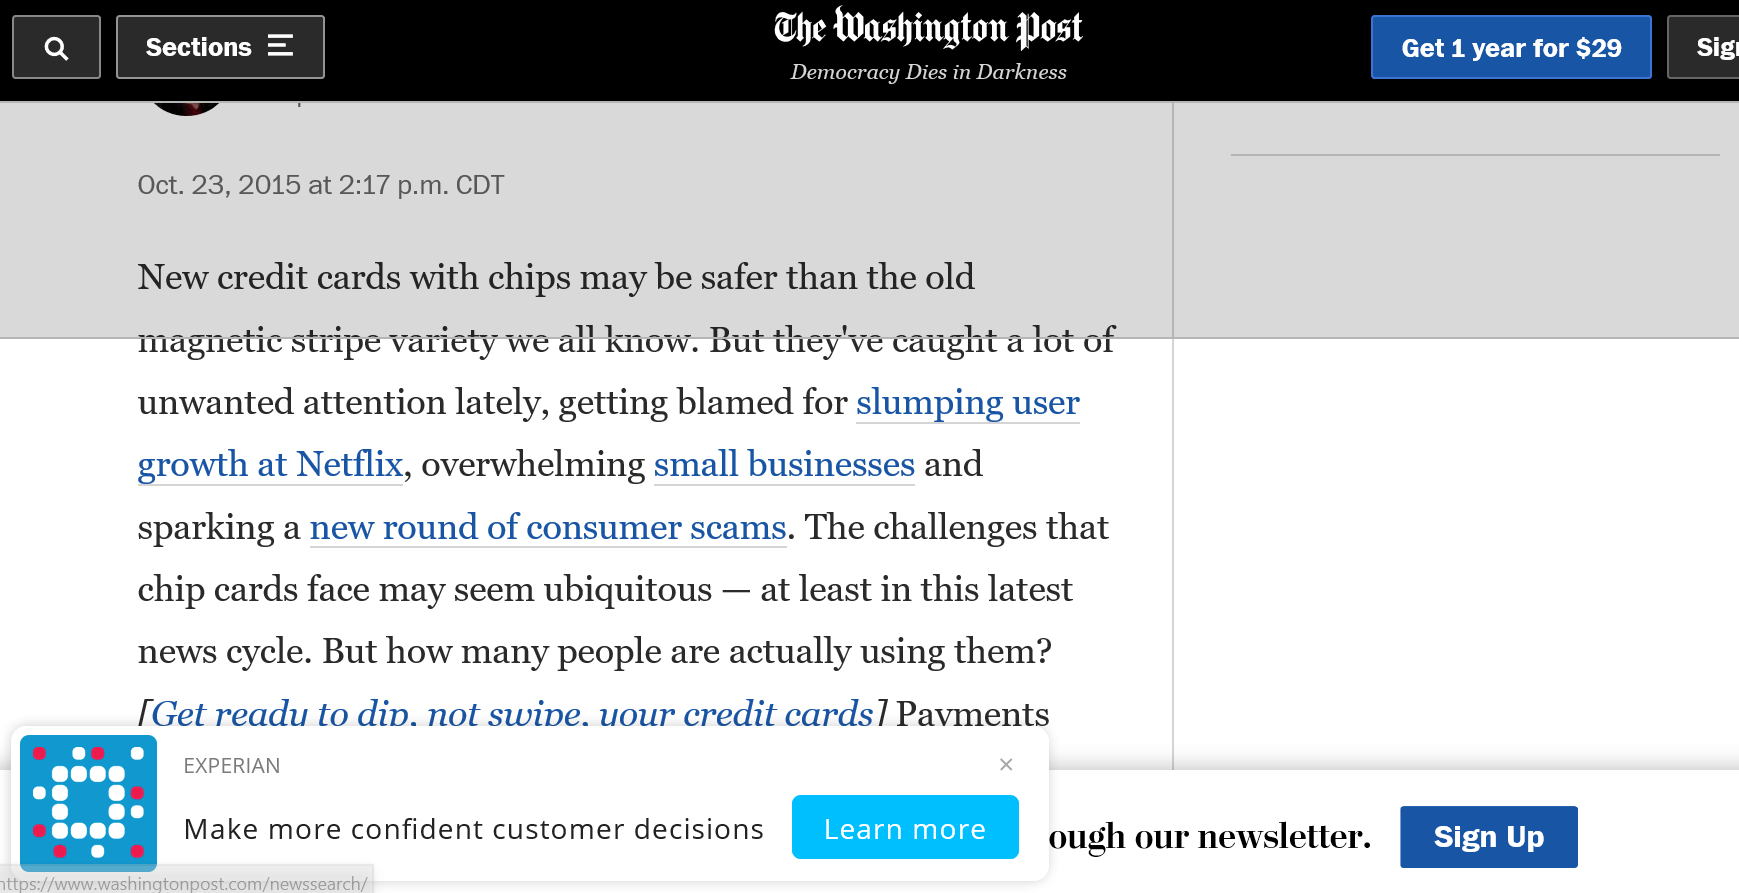 Sections
The Washington Post
Democracy Dies in Darkness
Get 1 year for $29
Oct. 23, 2015 at 2:17 p.m. CDT
New credit cards with chips may be safer than the old
magnetic stripe variety we all know. But they've caught a lot of
unwanted attention lately, getting blamed for slumping user
growth at Netflix, overwhelming small businesses and
sparking a new round of consumer scams. The challenges that
chip cards face may seem ubiquitous — at least in this latest
news cycle. But how many people are actually using them?
[Get ready to dip, not swipe, your credit cards] Payments
EXPERIAN
×
Make more confident customer decisions
Learn more
our newsletter.
Sign Up
https://www.washingtonpost.com/newssearch/